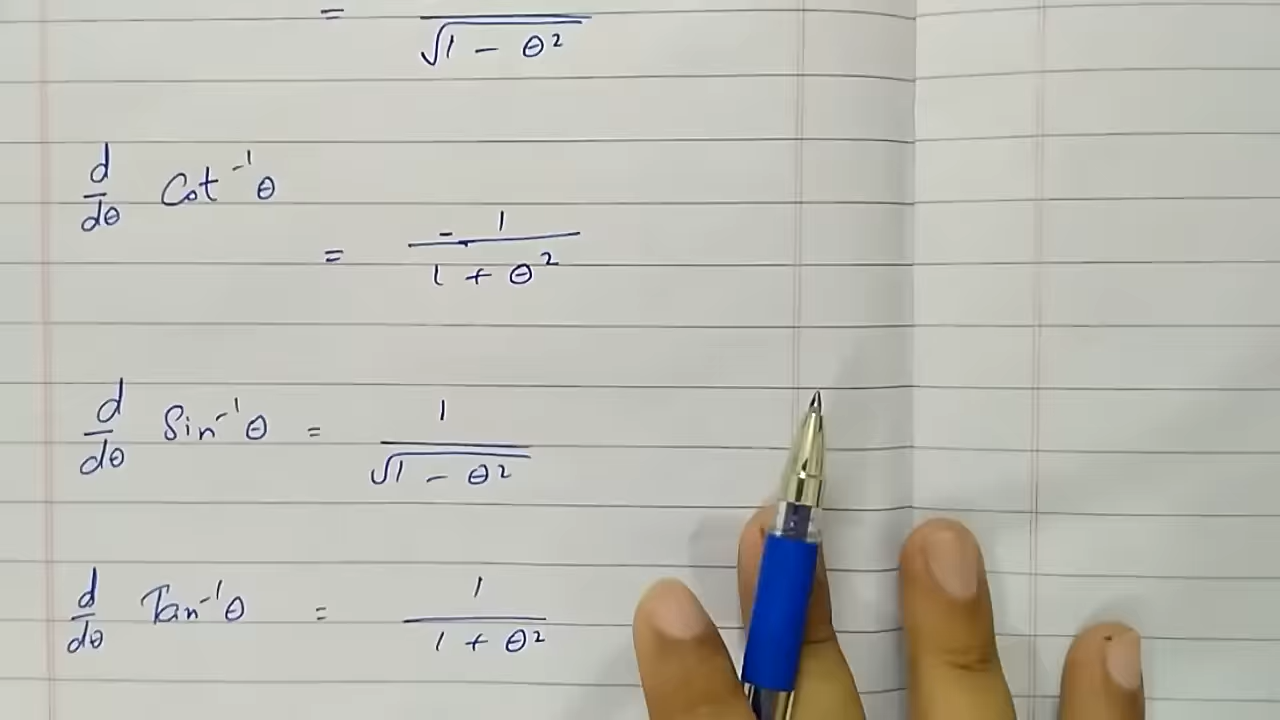 = ―――
√1 - θ²
d/dθ Cot⁻¹θ
= - 1/(1 + θ²)
d/dθ Sin⁻¹θ = 1/√1 - θ²
d/dθ Tan⁻¹θ = 1/(1 + θ²)